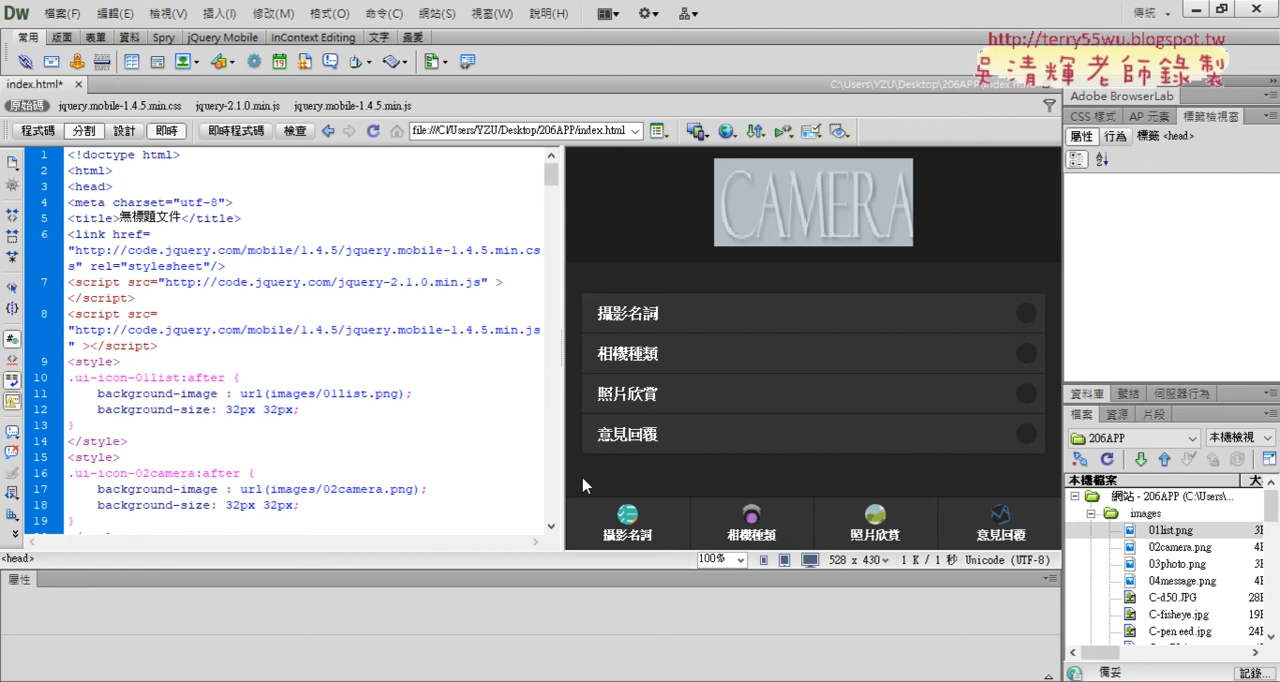 Dw 檔案(F) 編輯(E) 檢視(V) 插入(I) 修改(M) 格式(O) 命令(C) 網站(S) 視窗(W) 說明(H) 傳統
常用 版面 表單 資料 Spry jQuery Mobile InContext Editing 文字 最愛
http://terry55wu.blogspot.tw
吳清輝老師錄製
index.html* C:\Users\YZU\Desktop\206APP\index.html
原始碼 jquery.mobile-1.4.5.min.css jquery-2.1.0.min.js jquery.mobile-1.4.5.min.js
程式碼 分割 設計 即時 即時程式碼 檢查 file:///C|/Users/YZU/Desktop/206APP/index.html
1 <!doctype html>
2 <html>
3 <head>
4 <meta charset="utf-8">
5 <title>無標題文件</title>
6 <link href=
"http://code.jquery.com/mobile/1.4.5/jquery.mobile-1.4.5.min.cs
s" rel="stylesheet"/>
7 <script src="http://code.jquery.com/jquery-2.1.0.min.js" >
</script>
8 <script src=
"http://code.jquery.com/mobile/1.4.5/jquery.mobile-1.4.5.min.js
" ></script>
9 <style>
10 .ui-icon-01list:after {
11 background-image : url(images/01list.png);
12 background-size: 32px 32px;
13 }
14 </style>
15 <style>
16 .ui-icon-02camera:after {
17 background-image : url(images/02camera.png);
18 background-size: 32px 32px;
19 }
<head>
CAMERA
攝影名詞
相機種類
照片欣賞
意見回覆
攝影名詞 相機種類 照片欣賞 意見回覆
100% 528 x 430 1 K / 1 秒 Unicode (UTF-8)
屬性
Adobe BrowserLab
CSS 樣式 AP 元素 標籤檢視窗
屬性 行為 標籤 <head>
資料庫 繫結 伺服器行為
檔案 資源 片段
206APP 本機檢視
本機檔案 大
網站 - 206APP (C:\Users\...
images
01list.png 3
02camera.png 4
03photo.png 3
04message.png 4
C-d50.JPG 28
C-fisheye.jpg 19
C-pen eed.jpg 24
備妥 記錄...